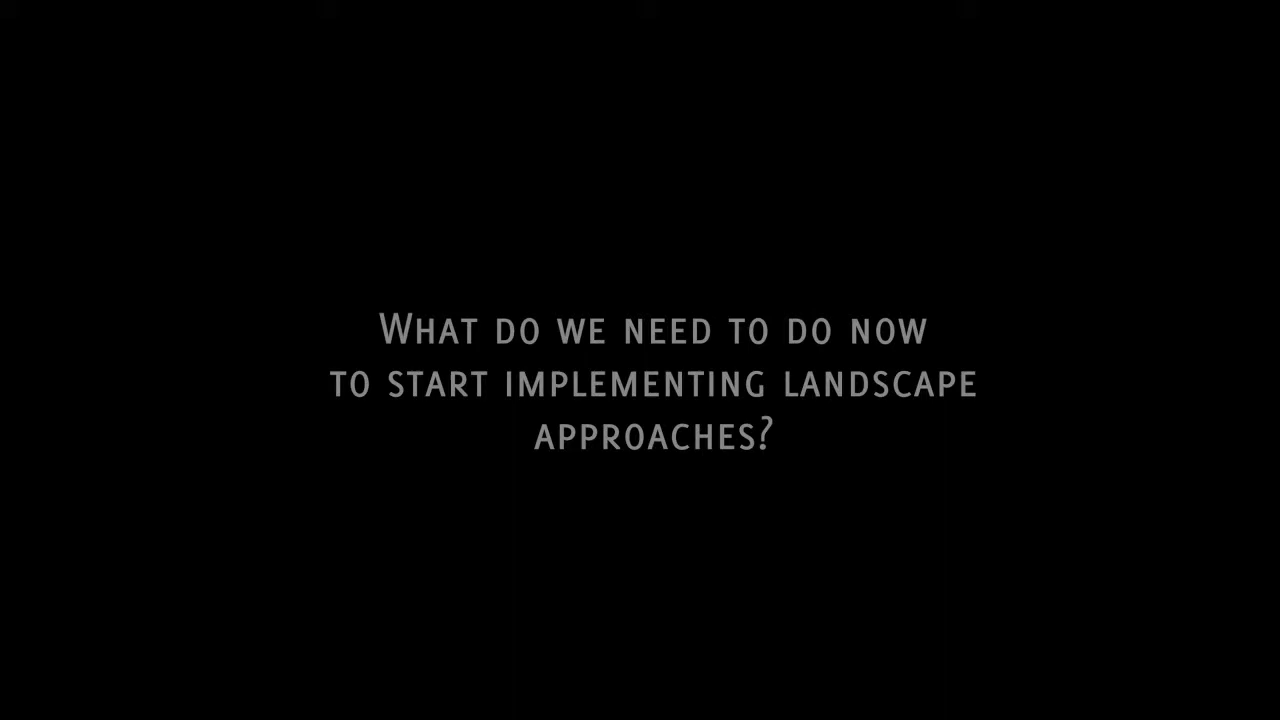 What do we need to do now
to start implementing landscape
approaches?